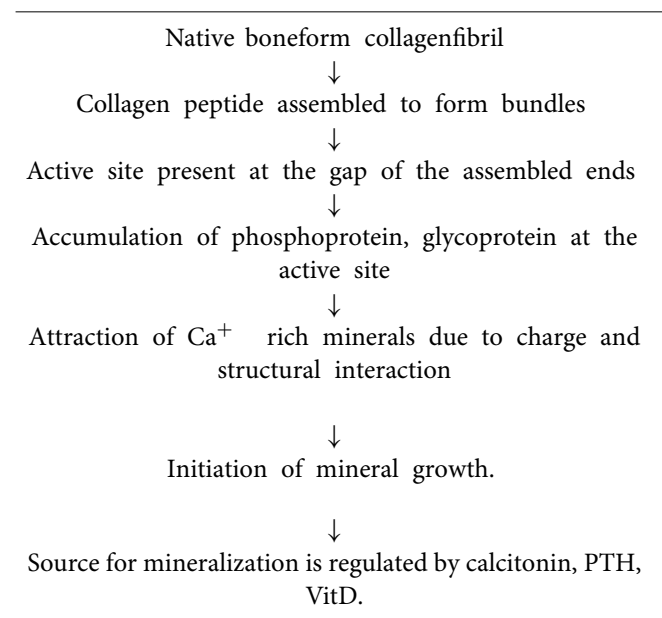 Native boneform collagenfibril
↓
Collagen peptide assembled to form bundles
↓
Active site present at the gap of the assembled ends
↓
Accumulation of phosphoprotein, glycoprotein at the
active site
↓
Attraction of Ca⁺ rich minerals due to charge and
structural interaction
↓
Initiation of mineral growth.
↓
Source for mineralization is regulated by calcitonin, PTH,
VitD.